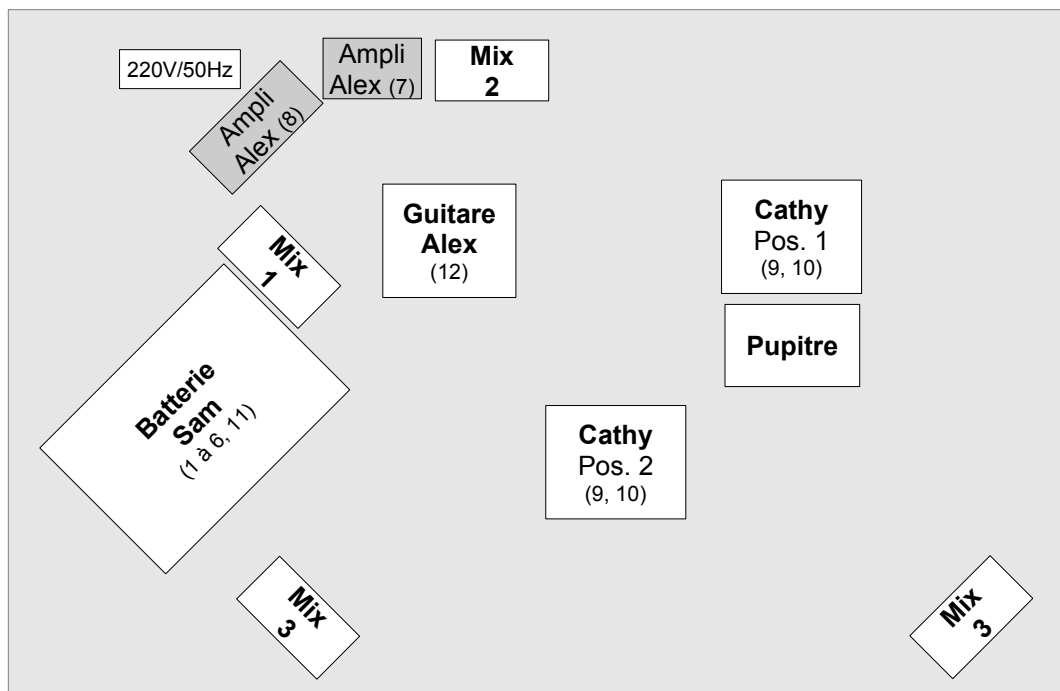 220V/50Hz
Ampli
Alex (7)
Mix
2
Ampli
Alex (8)
Mix
1
Guitare
Alex
(12)
Cathy
Pos. 1
(9, 10)
Pupitre
Batterie
Sam
(1 à 6, 11)
Cathy
Pos. 2
(9, 10)
Mix
3
Mix
3